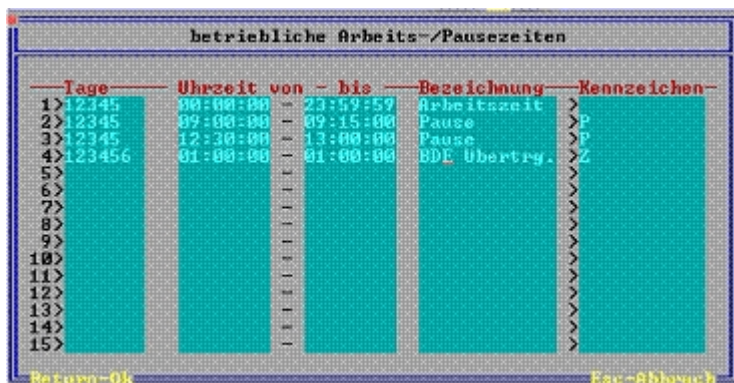 betriebliche Arbeits-/Pausezeiten
Tage Uhrzeit von - bis Bezeichnung Kennzeichen
1>12345 00:00:00 - 23:59:59 Arbeitszeit >
2>12345 09:00:00 - 09:15:00 Pause >P
3>12345 12:30:00 - 13:00:00 Pause >P
4>123456 01:00:00 - 01:00:00 BDE Übertrg. >Z
5> - >
6> - >
7> - >
8> - >
9> - >
10> - >
11> - >
12> - >
13> - >
14> - >
15> - >
Return-Ok Esc-Abbruch